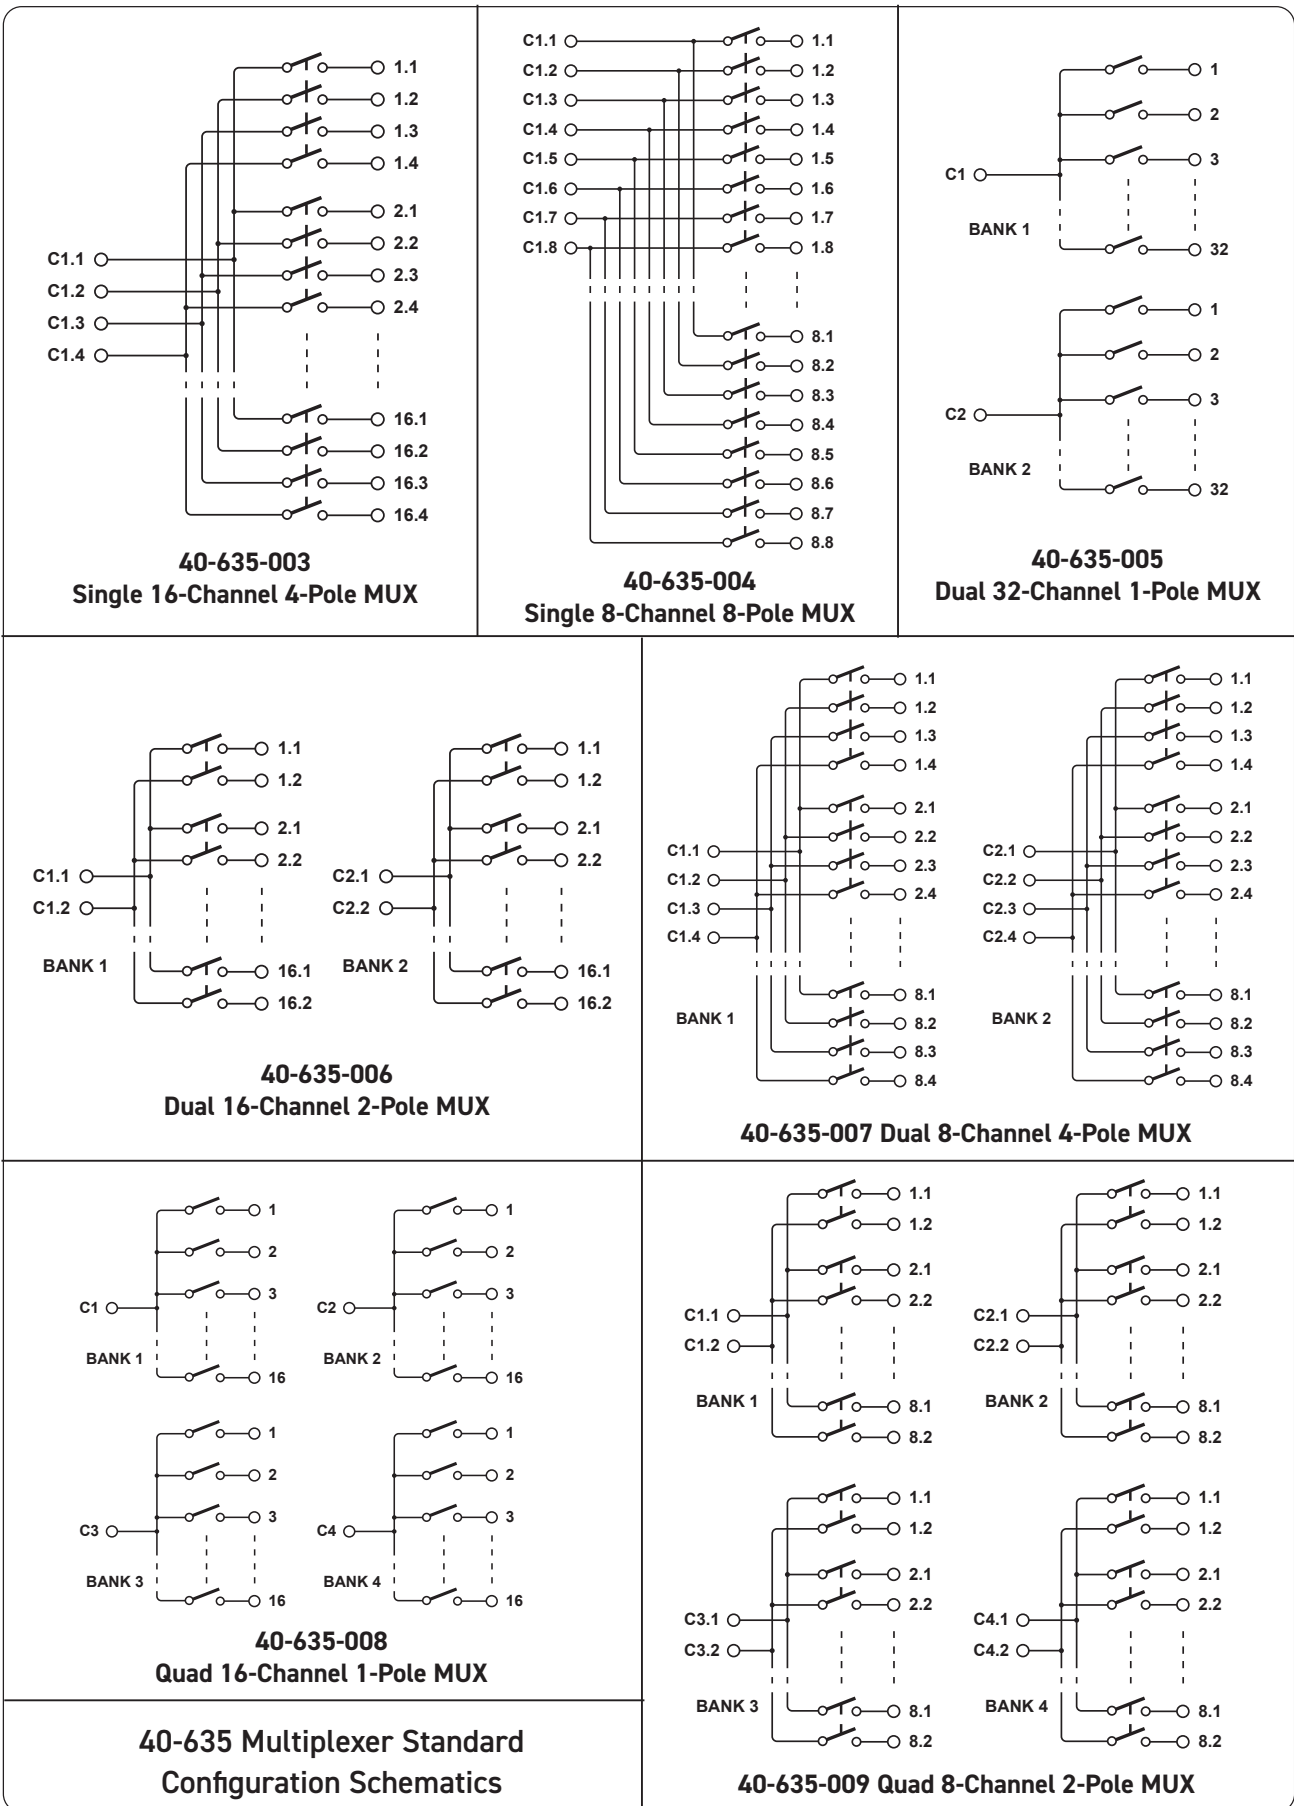 1.1
1.2
1.3
1.4
2.1
2.2
2.3
2.4
C1.1
C1.2
C1.3
C1.4
16.1
16.2
16.3
16.4
40-635-003
Single 16-Channel 4-Pole MUX
C1.1 1.1
C1.2 1.2
C1.3 1.3
C1.4 1.4
C1.5 1.5
C1.6 1.6
C1.7 1.7
C1.8 1.8
8.1
8.2
8.3
8.4
8.5
8.6
8.7
8.8
40-635-004
Single 8-Channel 8-Pole MUX
1
2
3
C1
BANK 1
32
1
2
3
C2
BANK 2
32
40-635-005
Dual 32-Channel 1-Pole MUX
1.1
1.2
2.1
2.2
C1.1
C1.2
BANK 1
16.1
16.2
1.1
1.2
2.1
2.2
C2.1
C2.2
BANK 2
16.1
16.2
40-635-006
Dual 16-Channel 2-Pole MUX
1.1
1.2
1.3
1.4
2.1
2.2
2.3
2.4
C1.1
C1.2
C1.3
C1.4
BANK 1
8.1
8.2
8.3
8.4
1.1
1.2
1.3
1.4
2.1
2.2
2.3
2.4
C2.1
C2.2
C2.3
C2.4
BANK 2
8.1
8.2
8.3
8.4
40-635-007 Dual 8-Channel 4-Pole MUX
1
2
3
C1
BANK 1
16
1
2
3
C2
BANK 2
16
1
2
3
C3
BANK 3
16
1
2
3
C4
BANK 4
16
40-635-008
Quad 16-Channel 1-Pole MUX
1.1
1.2
2.1
2.2
C1.1
C1.2
BANK 1
8.1
8.2
1.1
1.2
2.1
2.2
C2.1
C2.2
BANK 2
8.1
8.2
1.1
1.2
2.1
2.2
C3.1
C3.2
BANK 3
8.1
8.2
1.1
1.2
2.1
2.2
C4.1
C4.2
BANK 4
8.1
8.2
40-635-009 Quad 8-Channel 2-Pole MUX
40-635 Multiplexer Standard
Configuration Schematics